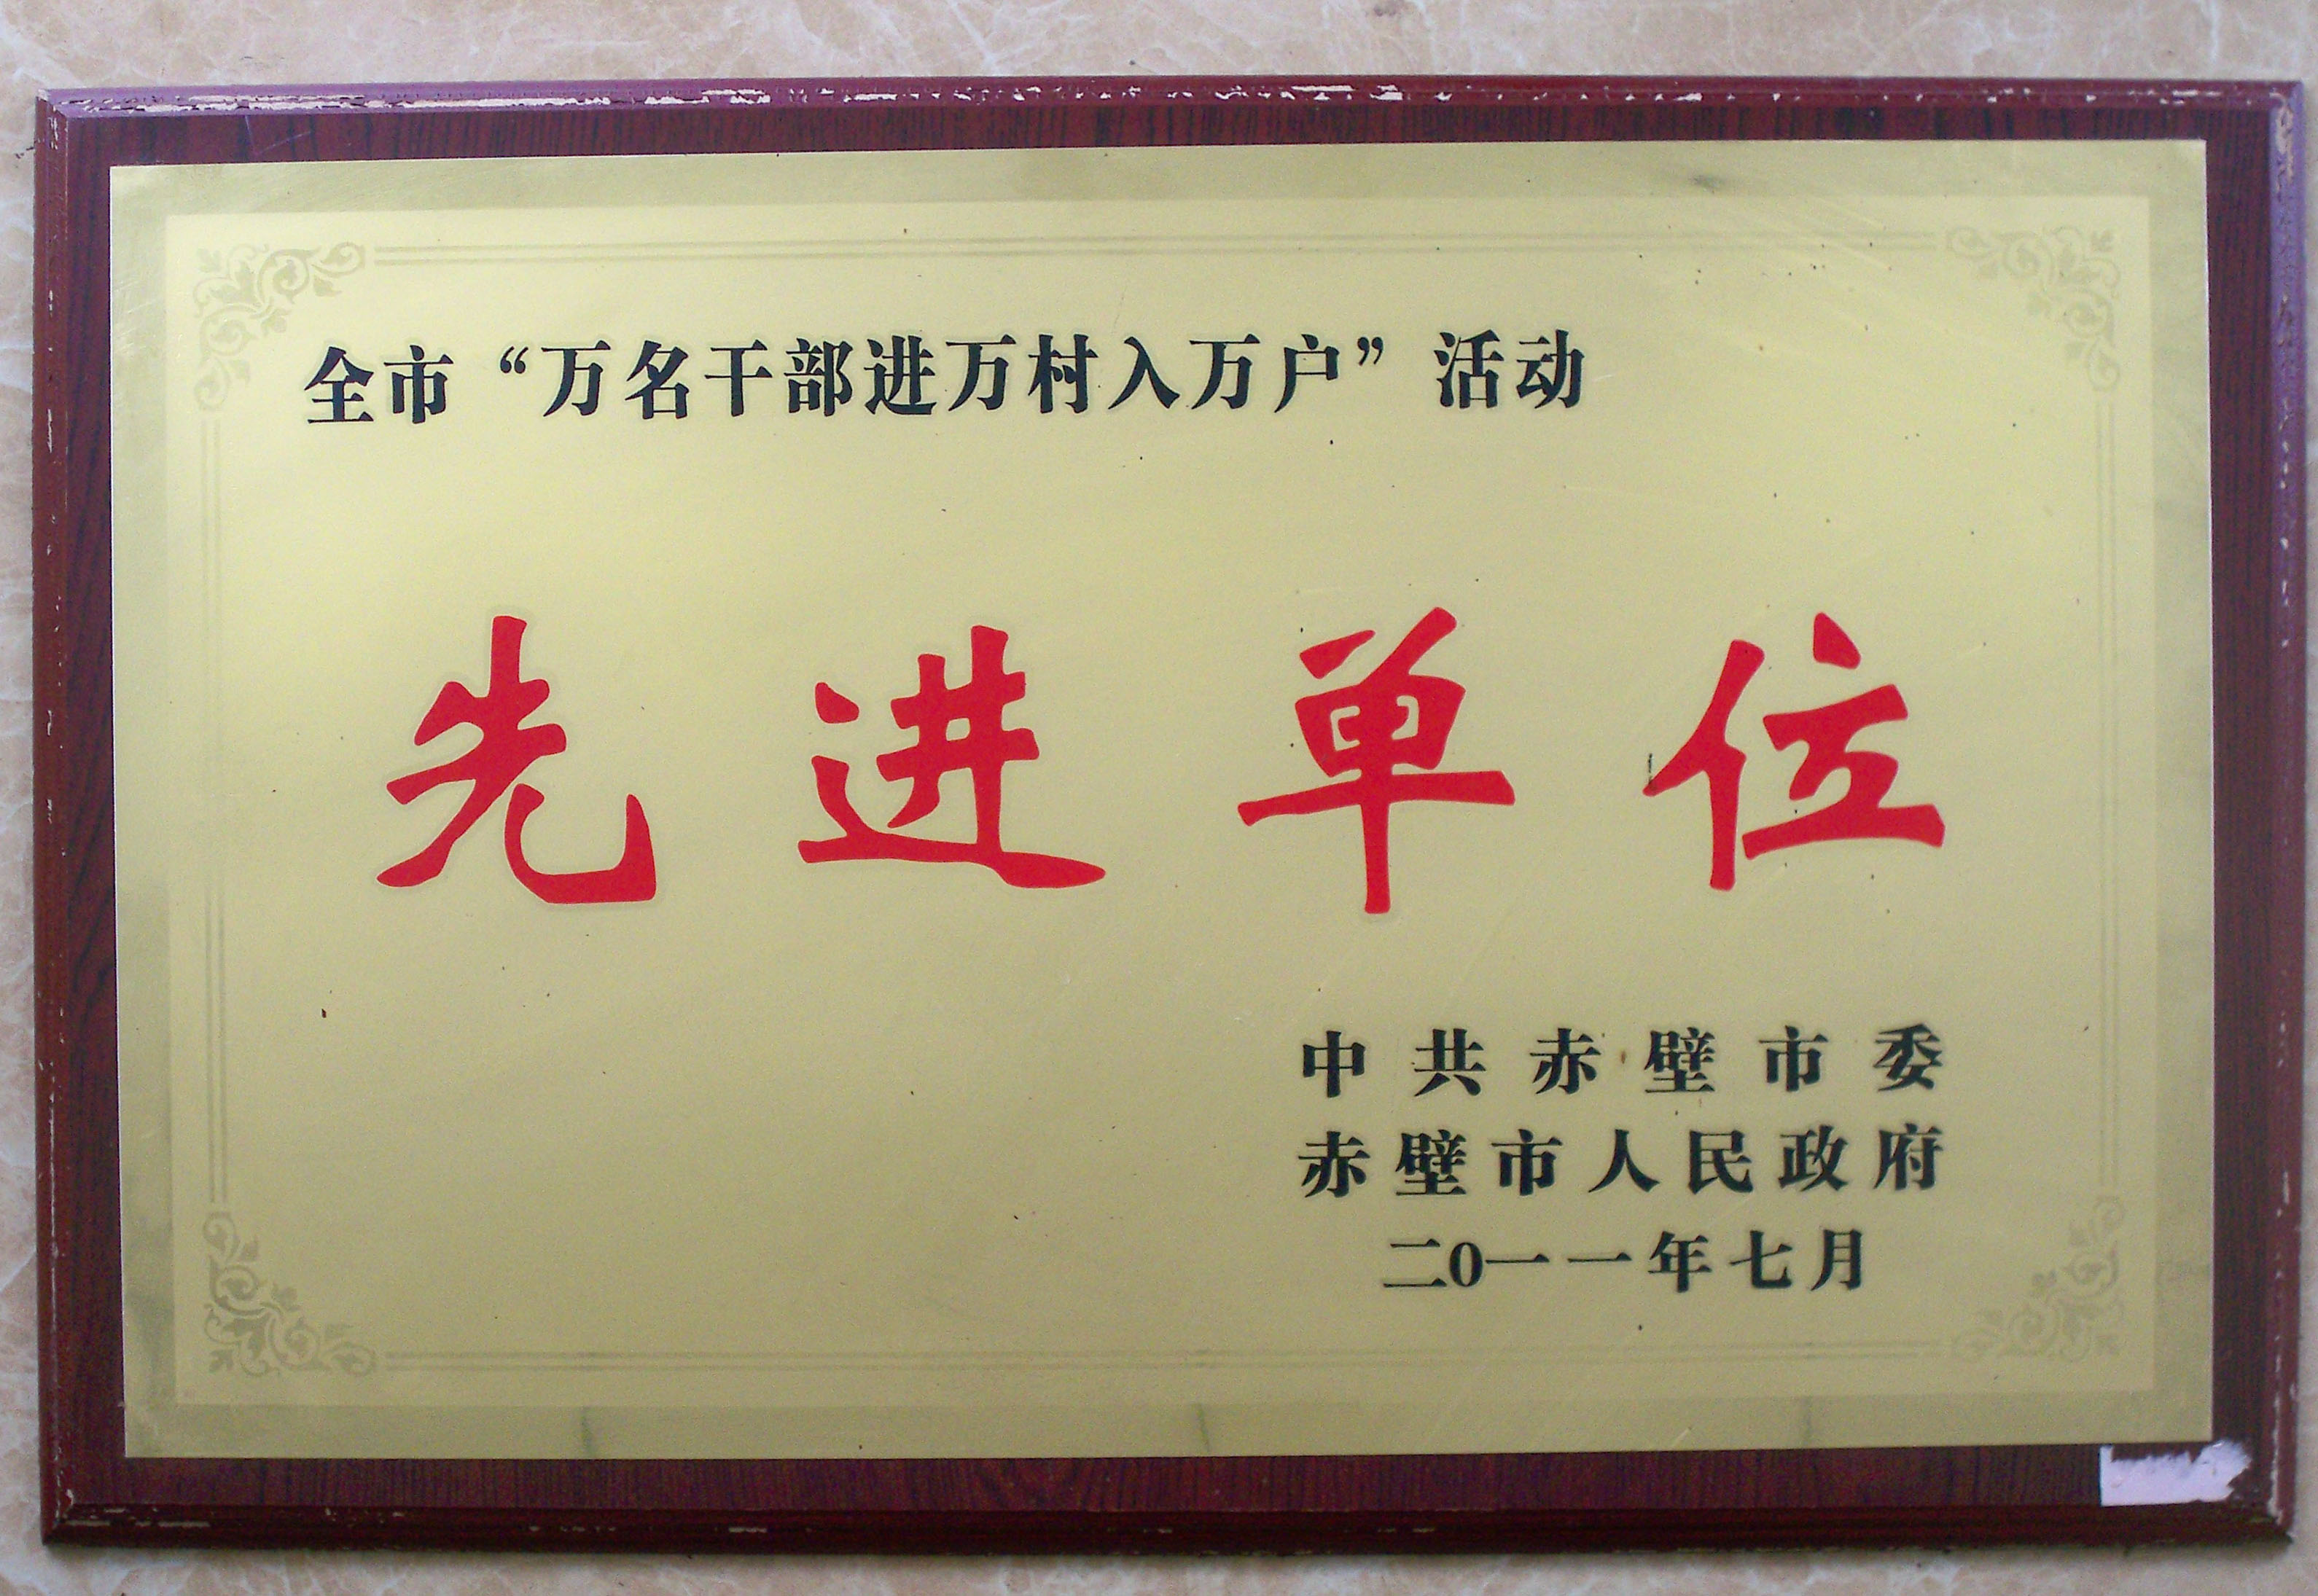 全市“万名干部进万村入万户”活动
先进单位
中共赤壁市委
赤壁市人民政府
二0一一年七月